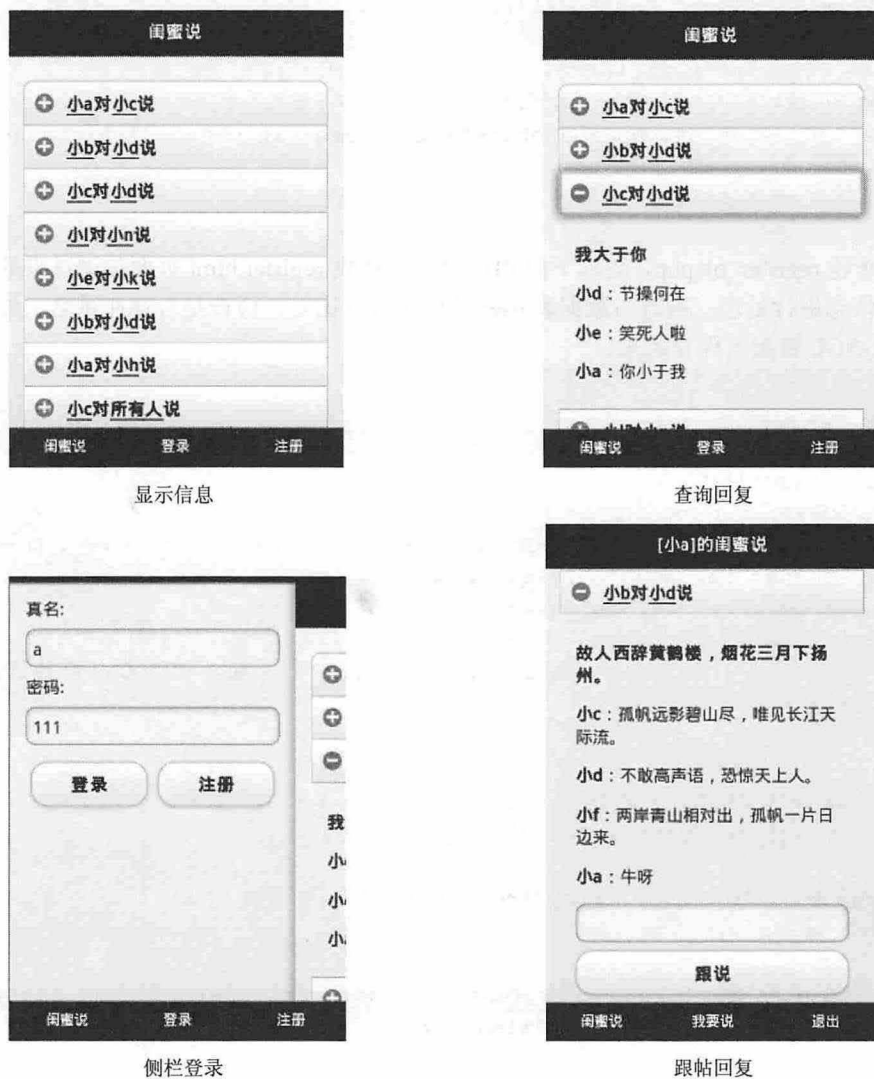 闺蜜说
小a对小c说
小b对小d说
小c对小d说
小l对小n说
小e对小k说
小b对小d说
小a对小h说
小c对所有人说
闺蜜说 登录 注册
显示信息
闺蜜说
小a对小c说
小b对小d说
小c对小d说
我大于你
小d：节操何在
小e：笑死人啦
小a：你小于我
闺蜜说 登录 注册
查询回复
真名:
a
密码:
111
登录 注册
我
闺蜜说 登录 注册
侧栏登录
[小a]的闺蜜说
小b对小d说
故人西辞黄鹤楼，烟花三月下扬
州。
小c：孤帆远影碧山尽，唯见长江天
际流。
小d：不敢高声语，恐惊天上人。
小f：两岸青山相对出，孤帆一片日
边来。
小a：牛呀
跟说
闺蜜说 我要说 退出
跟帖回复